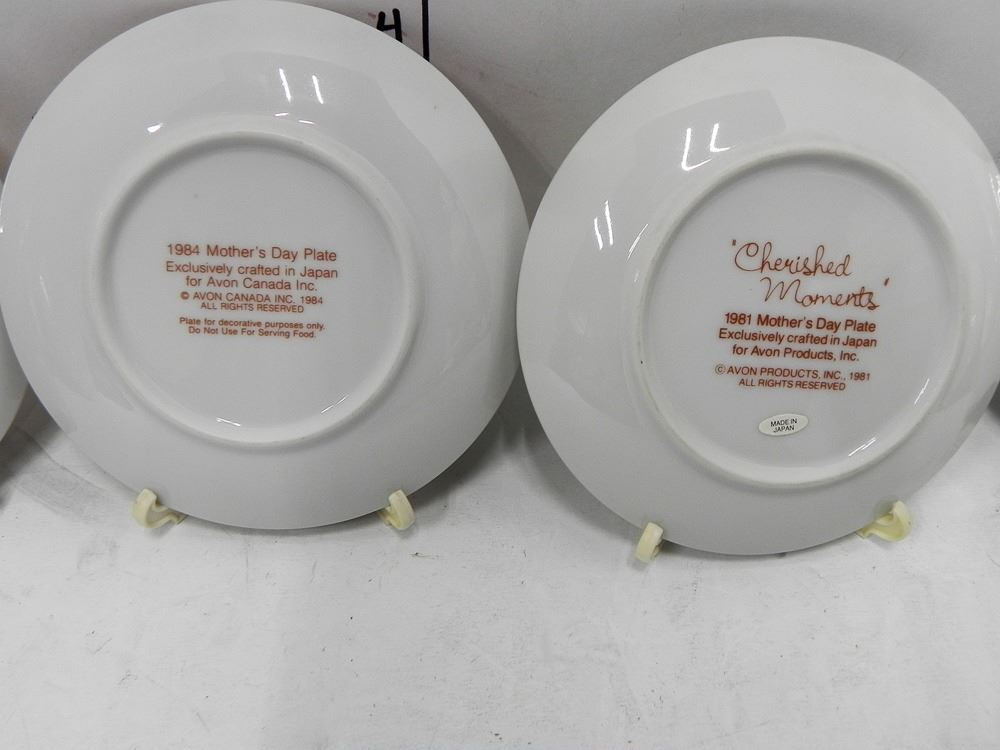 4
1984 Mother's Day Plate
Exclusively crafted in Japan
for Avon Canada Inc.
© AVON CANADA INC. 1984
ALL RIGHTS RESERVED
Plate for decorative purposes only.
Do Not Use For Serving Food.
"Cherished
Moments"
1981 Mother's Day Plate
Exclusively crafted in Japan
for Avon Products, Inc.
© AVON PRODUCTS, INC., 1981
ALL RIGHTS RESERVED
MADE IN
JAPAN